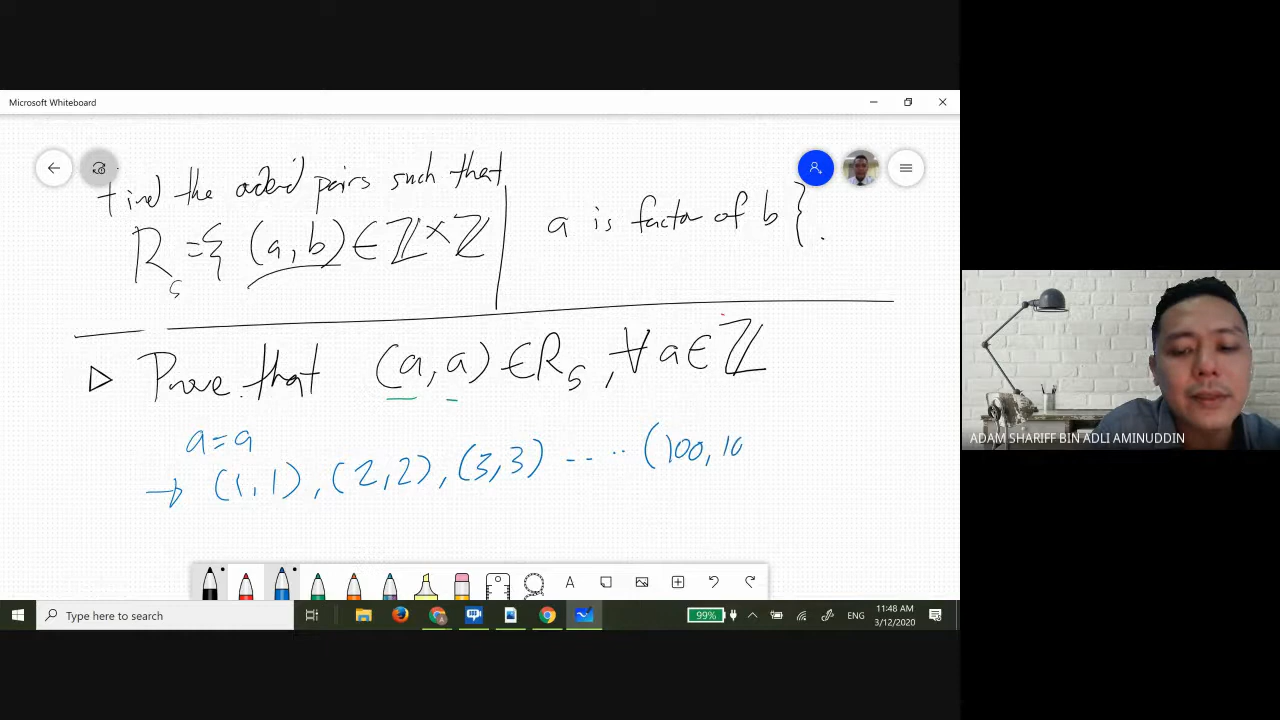 Microsoft Whiteboard
Find the ordered pairs such that
R₅ = { (a, b) ∈ ℤ × ℤ | a is factor of b } .
▷ Prove that (a, a) ∈ R₅ , ∀ a ∈ ℤ
a = a
→ (1, 1) , (2, 2) , (3, 3) ----·· (100, 10
A
Type here to search
99%
ENG
11:48 AM
3/12/2020
ADAM SHARIFF BIN ADLI AMINUDDIN